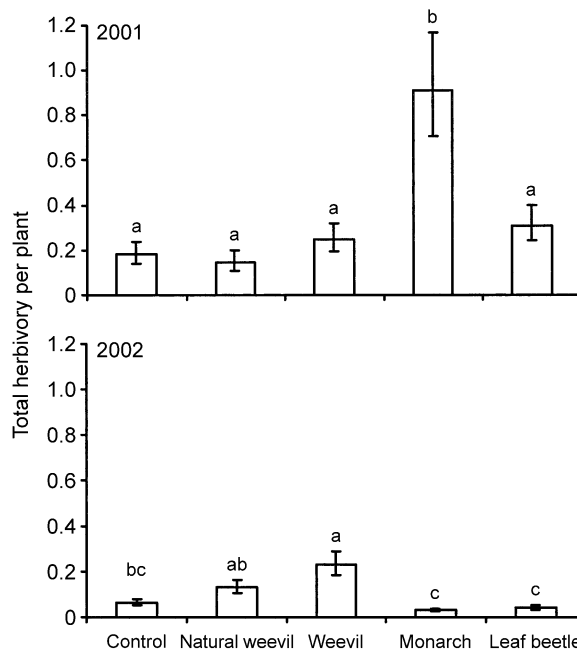 Total herbivory per plant
1.2
2001
1.0
0.8
0.6
0.4
0.2
0
a
a
a
b
a
1.2
2002
1.0
0.8
0.6
0.4
0.2
0
bc
ab
a
c
c
Control Natural weevil Weevil Monarch Leaf beetle